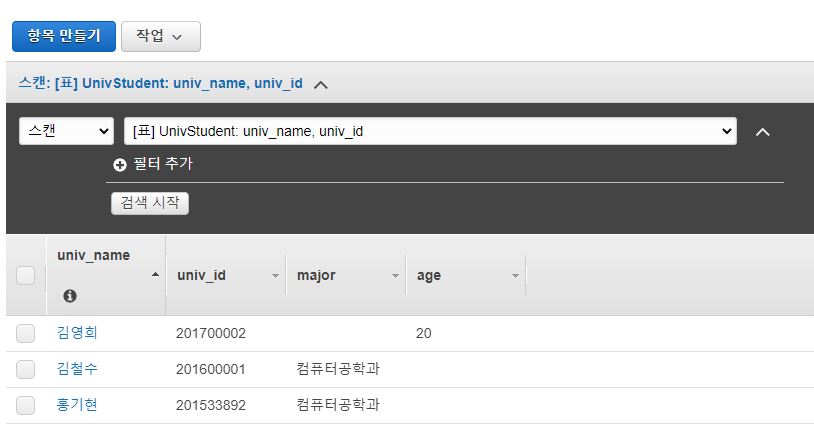 항목 만들기 작업
스캔: [표] UnivStudent: univ_name, univ_id
스캔 [표] UnivStudent: univ_name, univ_id
필터 추가
검색 시작
univ_name univ_id major age
김영희 201700002 20
김철수 201600001 컴퓨터공학과
홍기현 201533892 컴퓨터공학과